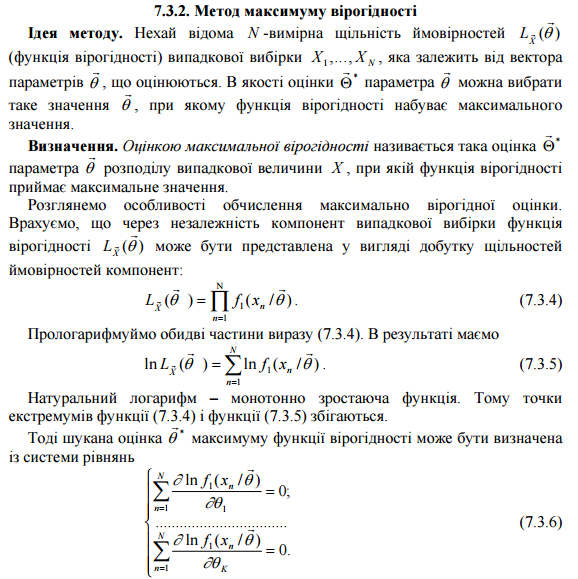 7.3.2. Метод максимуму вірогідності
Ідея методу. Нехай відома N -вимірна щільність ймовірностей L_X⃗(θ⃗)
(функція вірогідності) випадкової вибірки X₁,...,X_N , яка залежить від вектора
параметрів θ⃗ , що оцінюються. В якості оцінки Θ⃗* параметра θ⃗ можна вибрати
таке значення θ⃗ , при якому функція вірогідності набуває максимального
значення.
Визначення. Оцінкою максимальної вірогідності називається така оцінка Θ⃗*
параметра θ⃗ розподілу випадкової величини X , при якій функція вірогідності
приймає максимальне значення.
Розглянемо особливості обчислення максимально вірогідної оцінки.
Врахуємо, що через незалежність компонент випадкової вибірки функція
вірогідності L_X⃗(θ⃗) може бути представлена у вигляді добутку щільностей
ймовірностей компонент:
L_X⃗(θ⃗ ) = ∏_{n=1}^{N} f₁(x_n / θ⃗) . (7.3.4)
Прологарифмуймо обидві частини виразу (7.3.4). В результаті маємо
ln L_X⃗(θ⃗ ) = ∑_{n=1}^{N} ln f₁(x_n / θ⃗) . (7.3.5)
Натуральний логарифм – монотонно зростаюча функція. Тому точки
екстремумів функції (7.3.4) і функції (7.3.5) збігаються.
Тоді шукана оцінка θ⃗* максимуму функції вірогідності може бути визначена
із системи рівнянь
{ ∑_{n=1}^{N} ∂ ln f₁(x_n / θ⃗) / ∂θ₁ = 0;
................................. (7.3.6)
∑_{n=1}^{N} ∂ ln f₁(x_n / θ⃗) / ∂θ_K = 0.